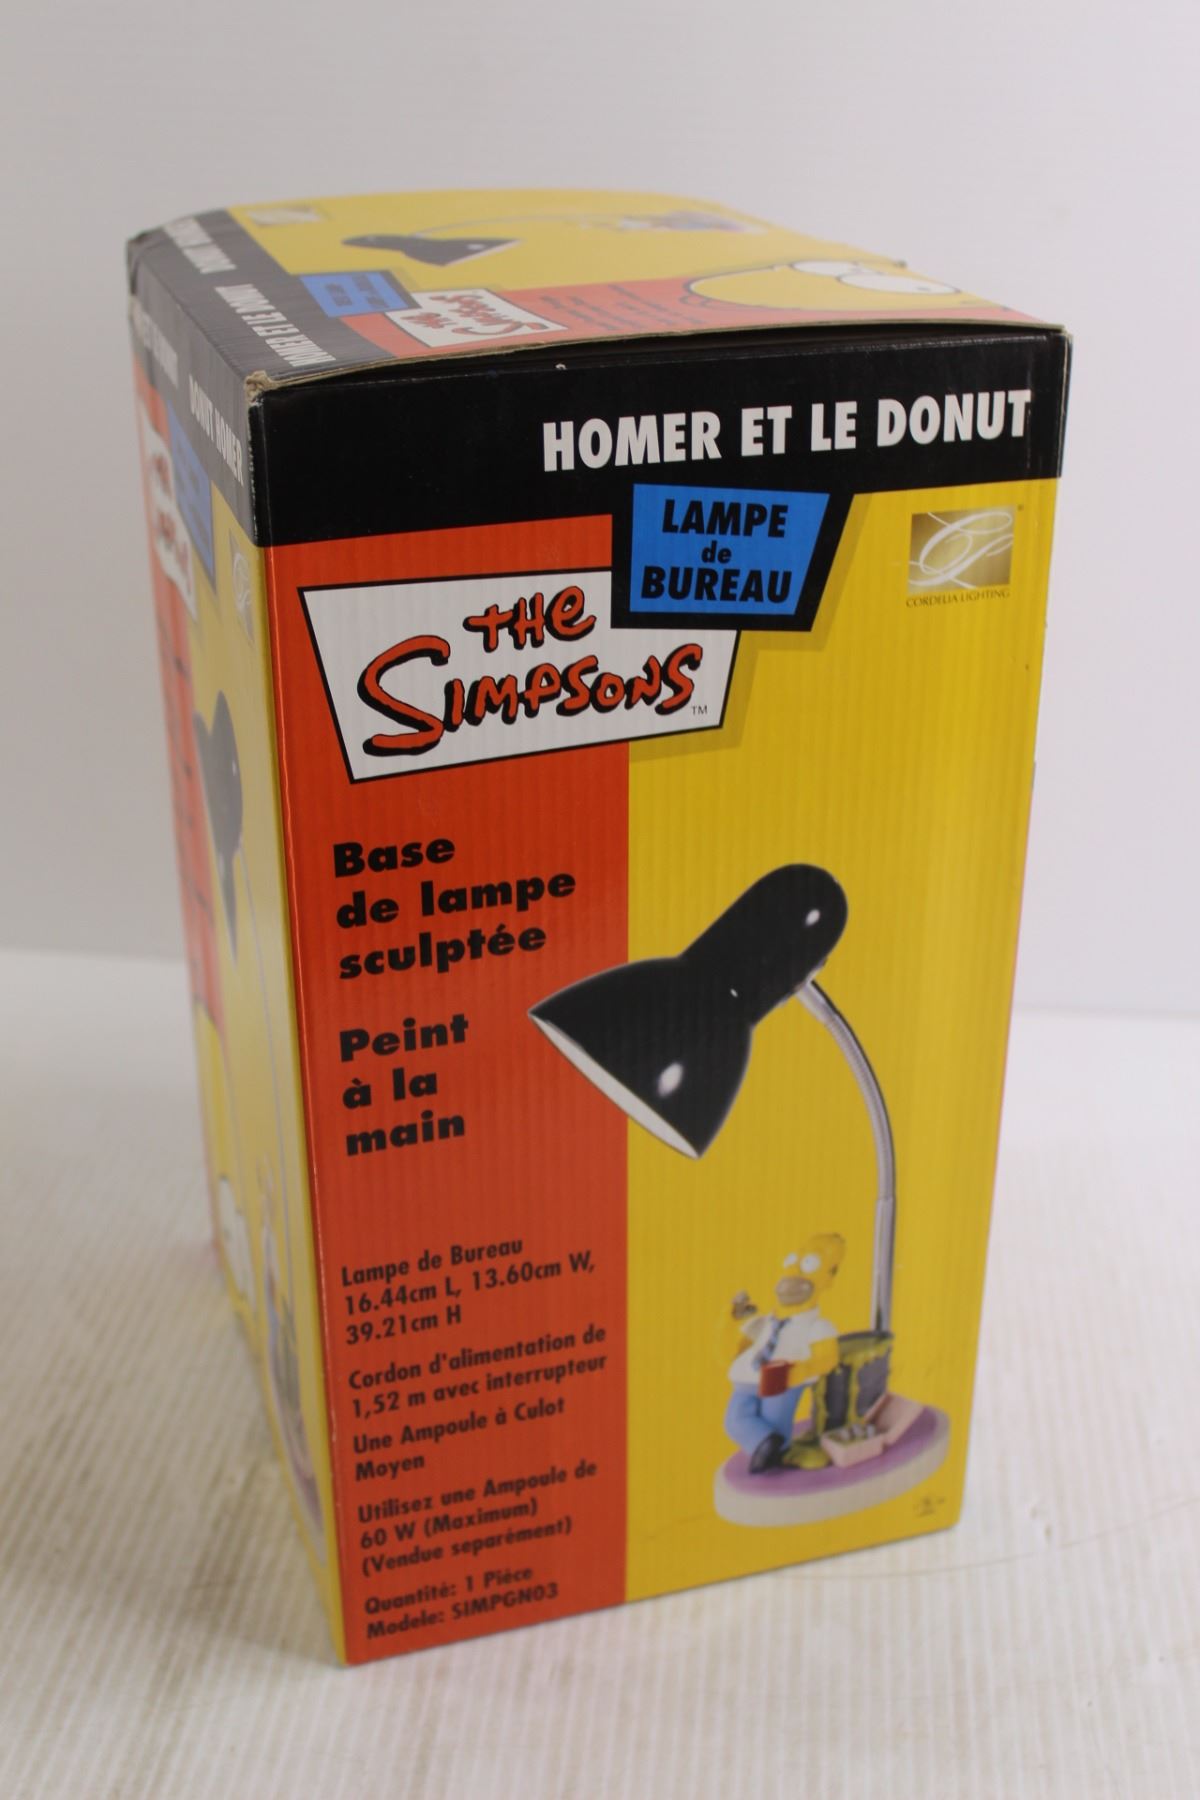 HOMER ET LE DONUT
LAMPE
de
BUREAU
CORDELIA LIGHTING
THE
SIMPSONS
TM
Base
de lampe
sculptée
Peint
à la
main
Lampe de Bureau
16.44cm L, 13.60cm W,
39.21cm H
Cordon d'alimentation de
1,52 m avec interrupteur
Une Ampoule à Culot
Moyen
Utilisez une Ampoule de
60 W (Maximum)
(Vendue separément)
Quantité: 1 Pièce
Modele: SIMPGN03
HOMER ET LE DONUT
DONUT HOMER
THE
SIMPSONS